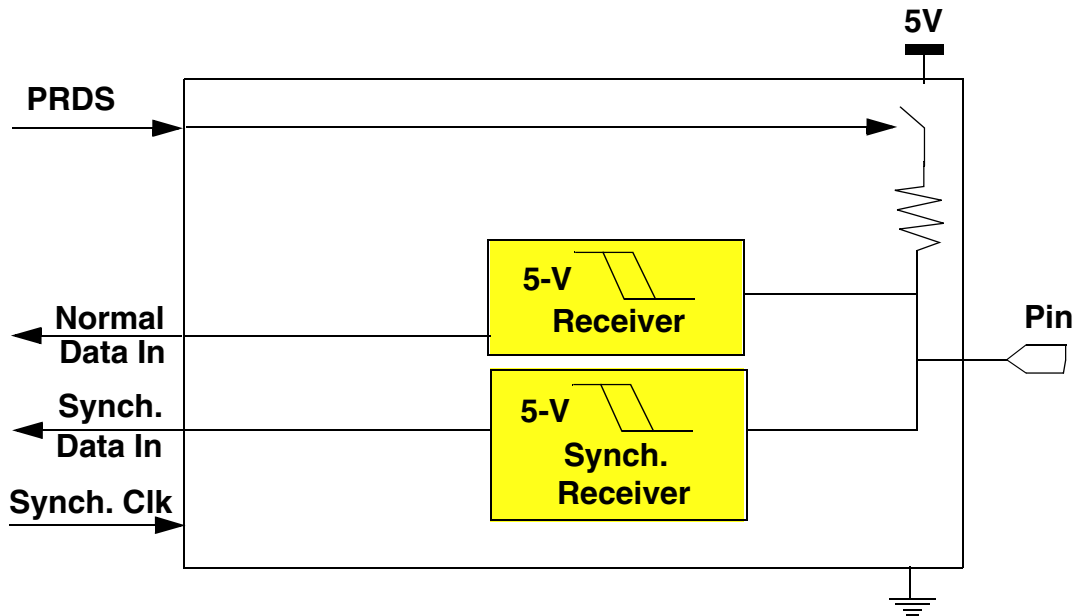 5V
PRDS
5-V
Receiver
Normal
Data In
Pin
Synch.
Data In
5-V
Synch.
Receiver
Synch. Clk